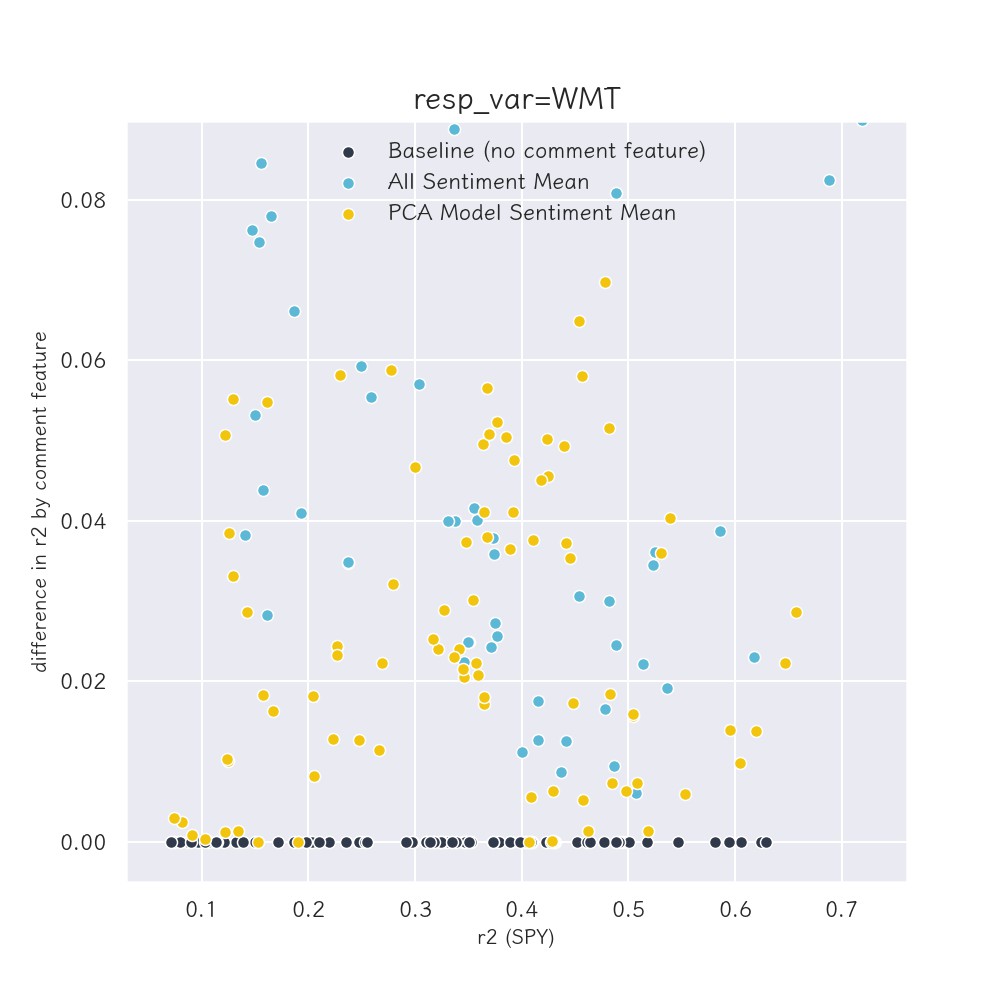 resp_var=WMT
Baseline (no comment feature)
All Sentiment Mean
PCA Model Sentiment Mean
difference in r2 by comment feature
0.08
0.06
0.04
0.02
0.00
0.1 0.2 0.3 0.4 0.5 0.6 0.7
r2 (SPY)